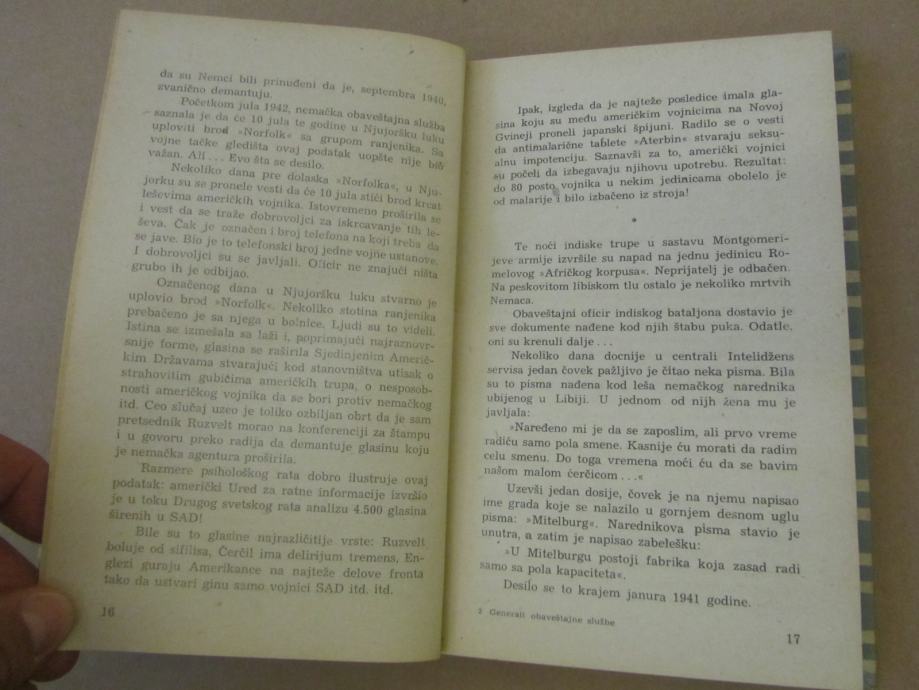 da su Nemci bili prinuđeni da je, septembra 1940,
zvanično demantuju.
Početkom jula 1942, nemačka obaveštajna služba
saznala je da će 10 jula te godine u Njujoršku luku
uploviti brod »Norfolk« sa grupom ranjenika. Sa
vojne tačke gledišta ovaj podatak uopšte nije bio
važan. Ali... Evo šta se desilo.
Nekoliko dana pre dolaska »Norfolka«, u Nju-
jorku su se pronele vesti da će 10 jula stići brod krcat
leševima američkih vojnika. Istovremeno proširila se
i vest da se traže dobrovoljci za iskrcavanje tih le-
ševa. Čak je označen i broj telefona na koji treba da
se jave. Bio je to telefonski broj jedne vojne ustanove.
I dobrovoljci su se javljali. Oficir ne znajući ništa
grubo ih je odbijao.
Označenog dana u Njujoršku luku stvarno je
uplovio brod »Norfolk«. Nekoliko stotina ranjenika
prebačeno je sa njega u bolnice. Ljudi su to videli.
Istina se izmešala sa laži i, poprimajući najraznovr-
snije forme, glasina se raširila Sjedinjenim Američ-
kim Državama stvarajući kod stanovništva utisak o
strahovitim gubicima američkih trupa, o nesposob-
nosti američkog vojnika da se bori protiv nemačkog
itd. Ceo slučaj uzeo je toliko ozbiljan obrt da je sam
pretsednik Ruzvelt morao na konferenciji za štampu
i u govoru preko radija da demantuje glasinu koju
je nemačka agentura proširila.
Razmere psihološkog rata dobro ilustruje ovaj
podatak: američki Ured za ratne informacije izvršio
je u toku Drugog svetskog rata analizu 4.500 glasina
širenih u SAD!
Bile su to glasine najrazličitije vrste: Ruzvelt
boluje od sifilisa, Čerčil ima delirijum tremens, En-
glezi guraju Amerikance na najteže delove fronta
tako da ustvari ginu samo vojnici SAD itd. itd.
16
Ipak, izgleda da je najteže posledice imala gla-
sina koju su među američkim vojnicima na Novoj
Gvineji proneli japanski špijuni. Radilo se o vesti
da antimalarične tablete »Aterbin« stvaraju seksu-
alnu impotenciju. Saznavši za to, američki vojnici
su počeli da izbegavaju njihovu upotrebu. Rezultat:
do 80 posto vojnika u nekim jedinicama obolelo je
od malarije i bilo izbačeno iz stroja!
*
Te noći indiske trupe u sastavu Montgomeri-
jeve armije izvršile su napad na jednu jedinicu Ro-
melovog »Afričkog korpusa«. Neprijatelj je odbačen.
Na peskovitom libiskom tlu ostalo je nekoliko mrtvih
Nemaca.
Obaveštajni oficir indiskog bataljona dostavio je
sve dokumente nađene kod njih štabu puka. Odatle,
oni su krenuli dalje...
Nekoliko dana docnije u centrali Intelidžens
servisa jedan čovek pažljivo je čitao neka pisma. Bila
su to pisma nađena kod leša nemačkog narednika
ubijenog u Libiji. U jednom od njih žena mu je
javljala:
»Naređeno mi je da se zaposlim, ali prvo vreme
radiću samo pola smene. Kasnije ću morati da radim
celu smenu. Do toga vremena moći ću da se bavim
našom malom ćerčicom...«
Uzevši jedan dosije, čovek je na njemu napisao
ime grada koje se nalazilo u gornjem desnom uglu
pisma: »Mitelburg«. Narednikova pisma stavio je
unutra, a zatim je napisao zabelešku:
»U Mitelburgu postoji fabrika koja zasad radi
samo sa pola kapaciteta«.
Desilo se to krajem janura 1941 godine.
2 Generali obaveštajne službe
17